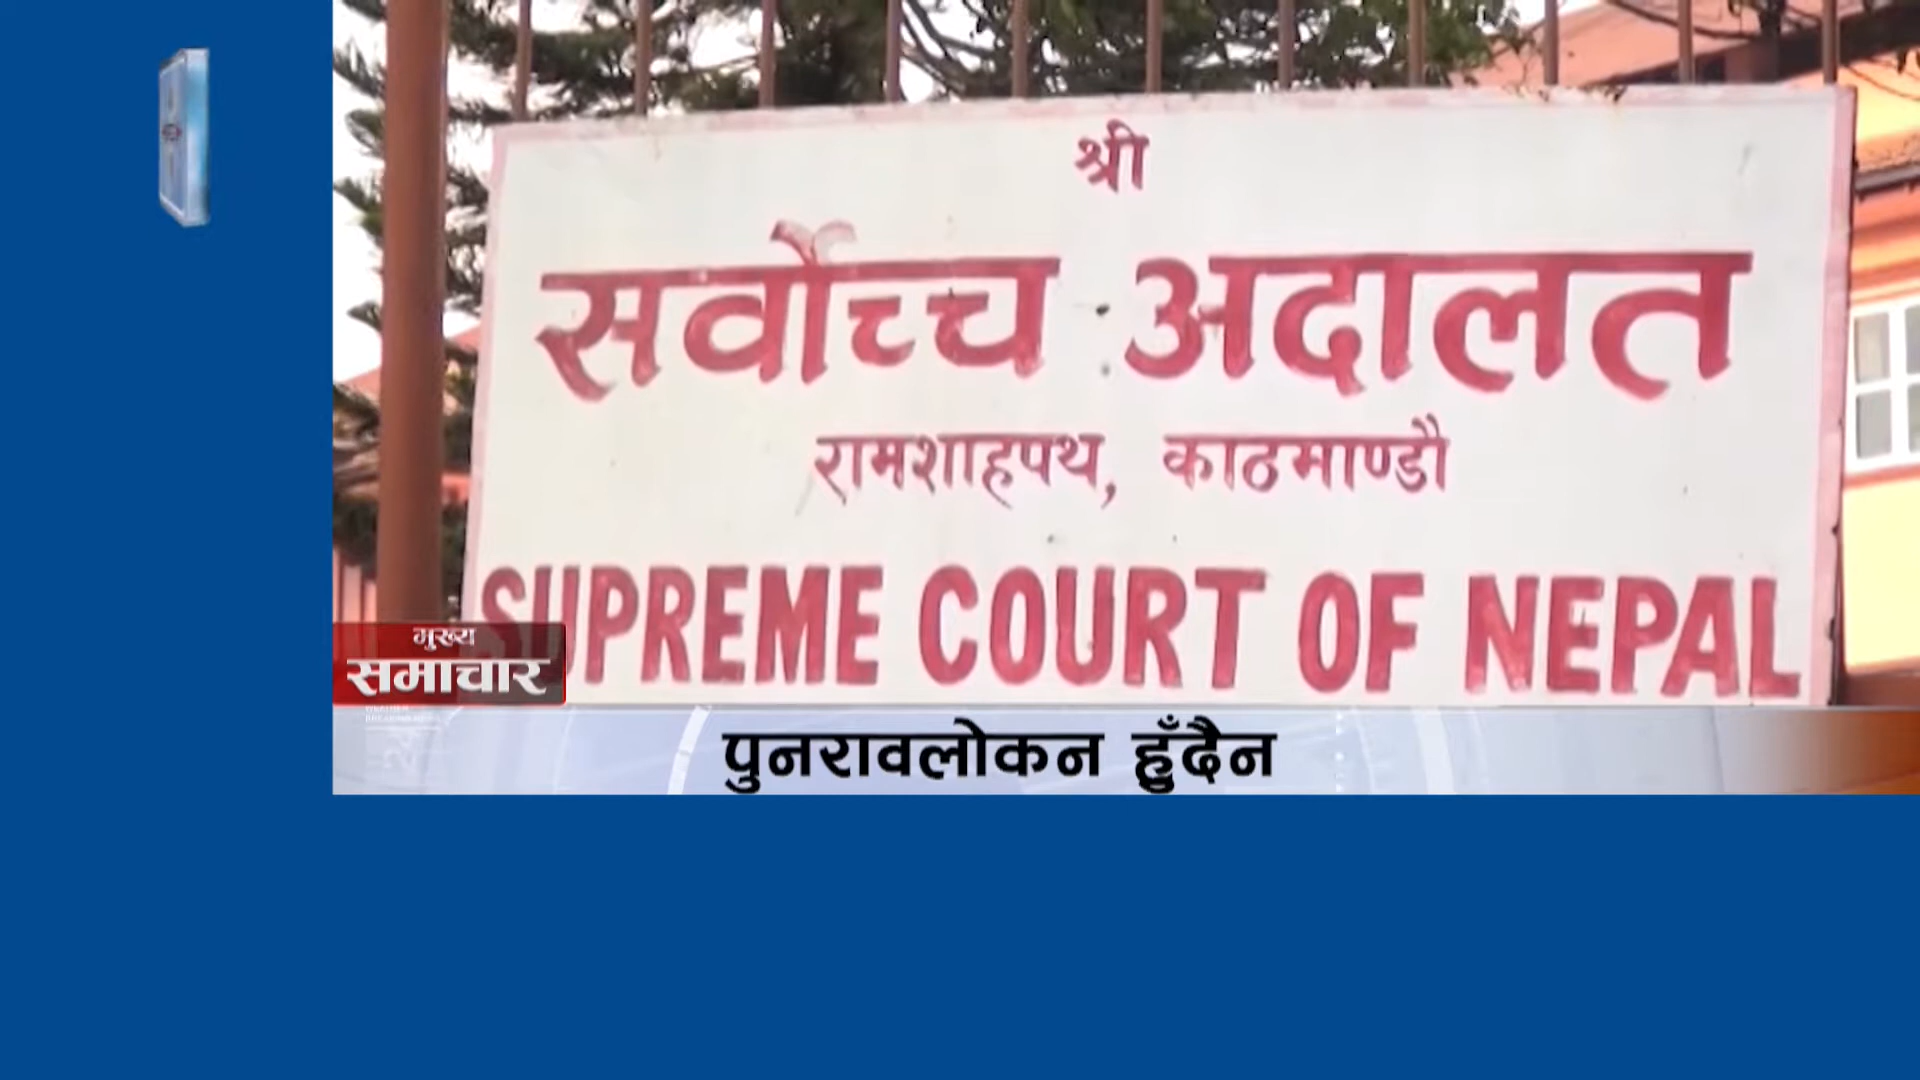 श्री
सर्वोच्च अदालत
रामशाहपथ, काठमाण्डौ
SUPREME COURT OF NEPAL
मुख्य
समाचार
पुनरावलोकन हुँदैन